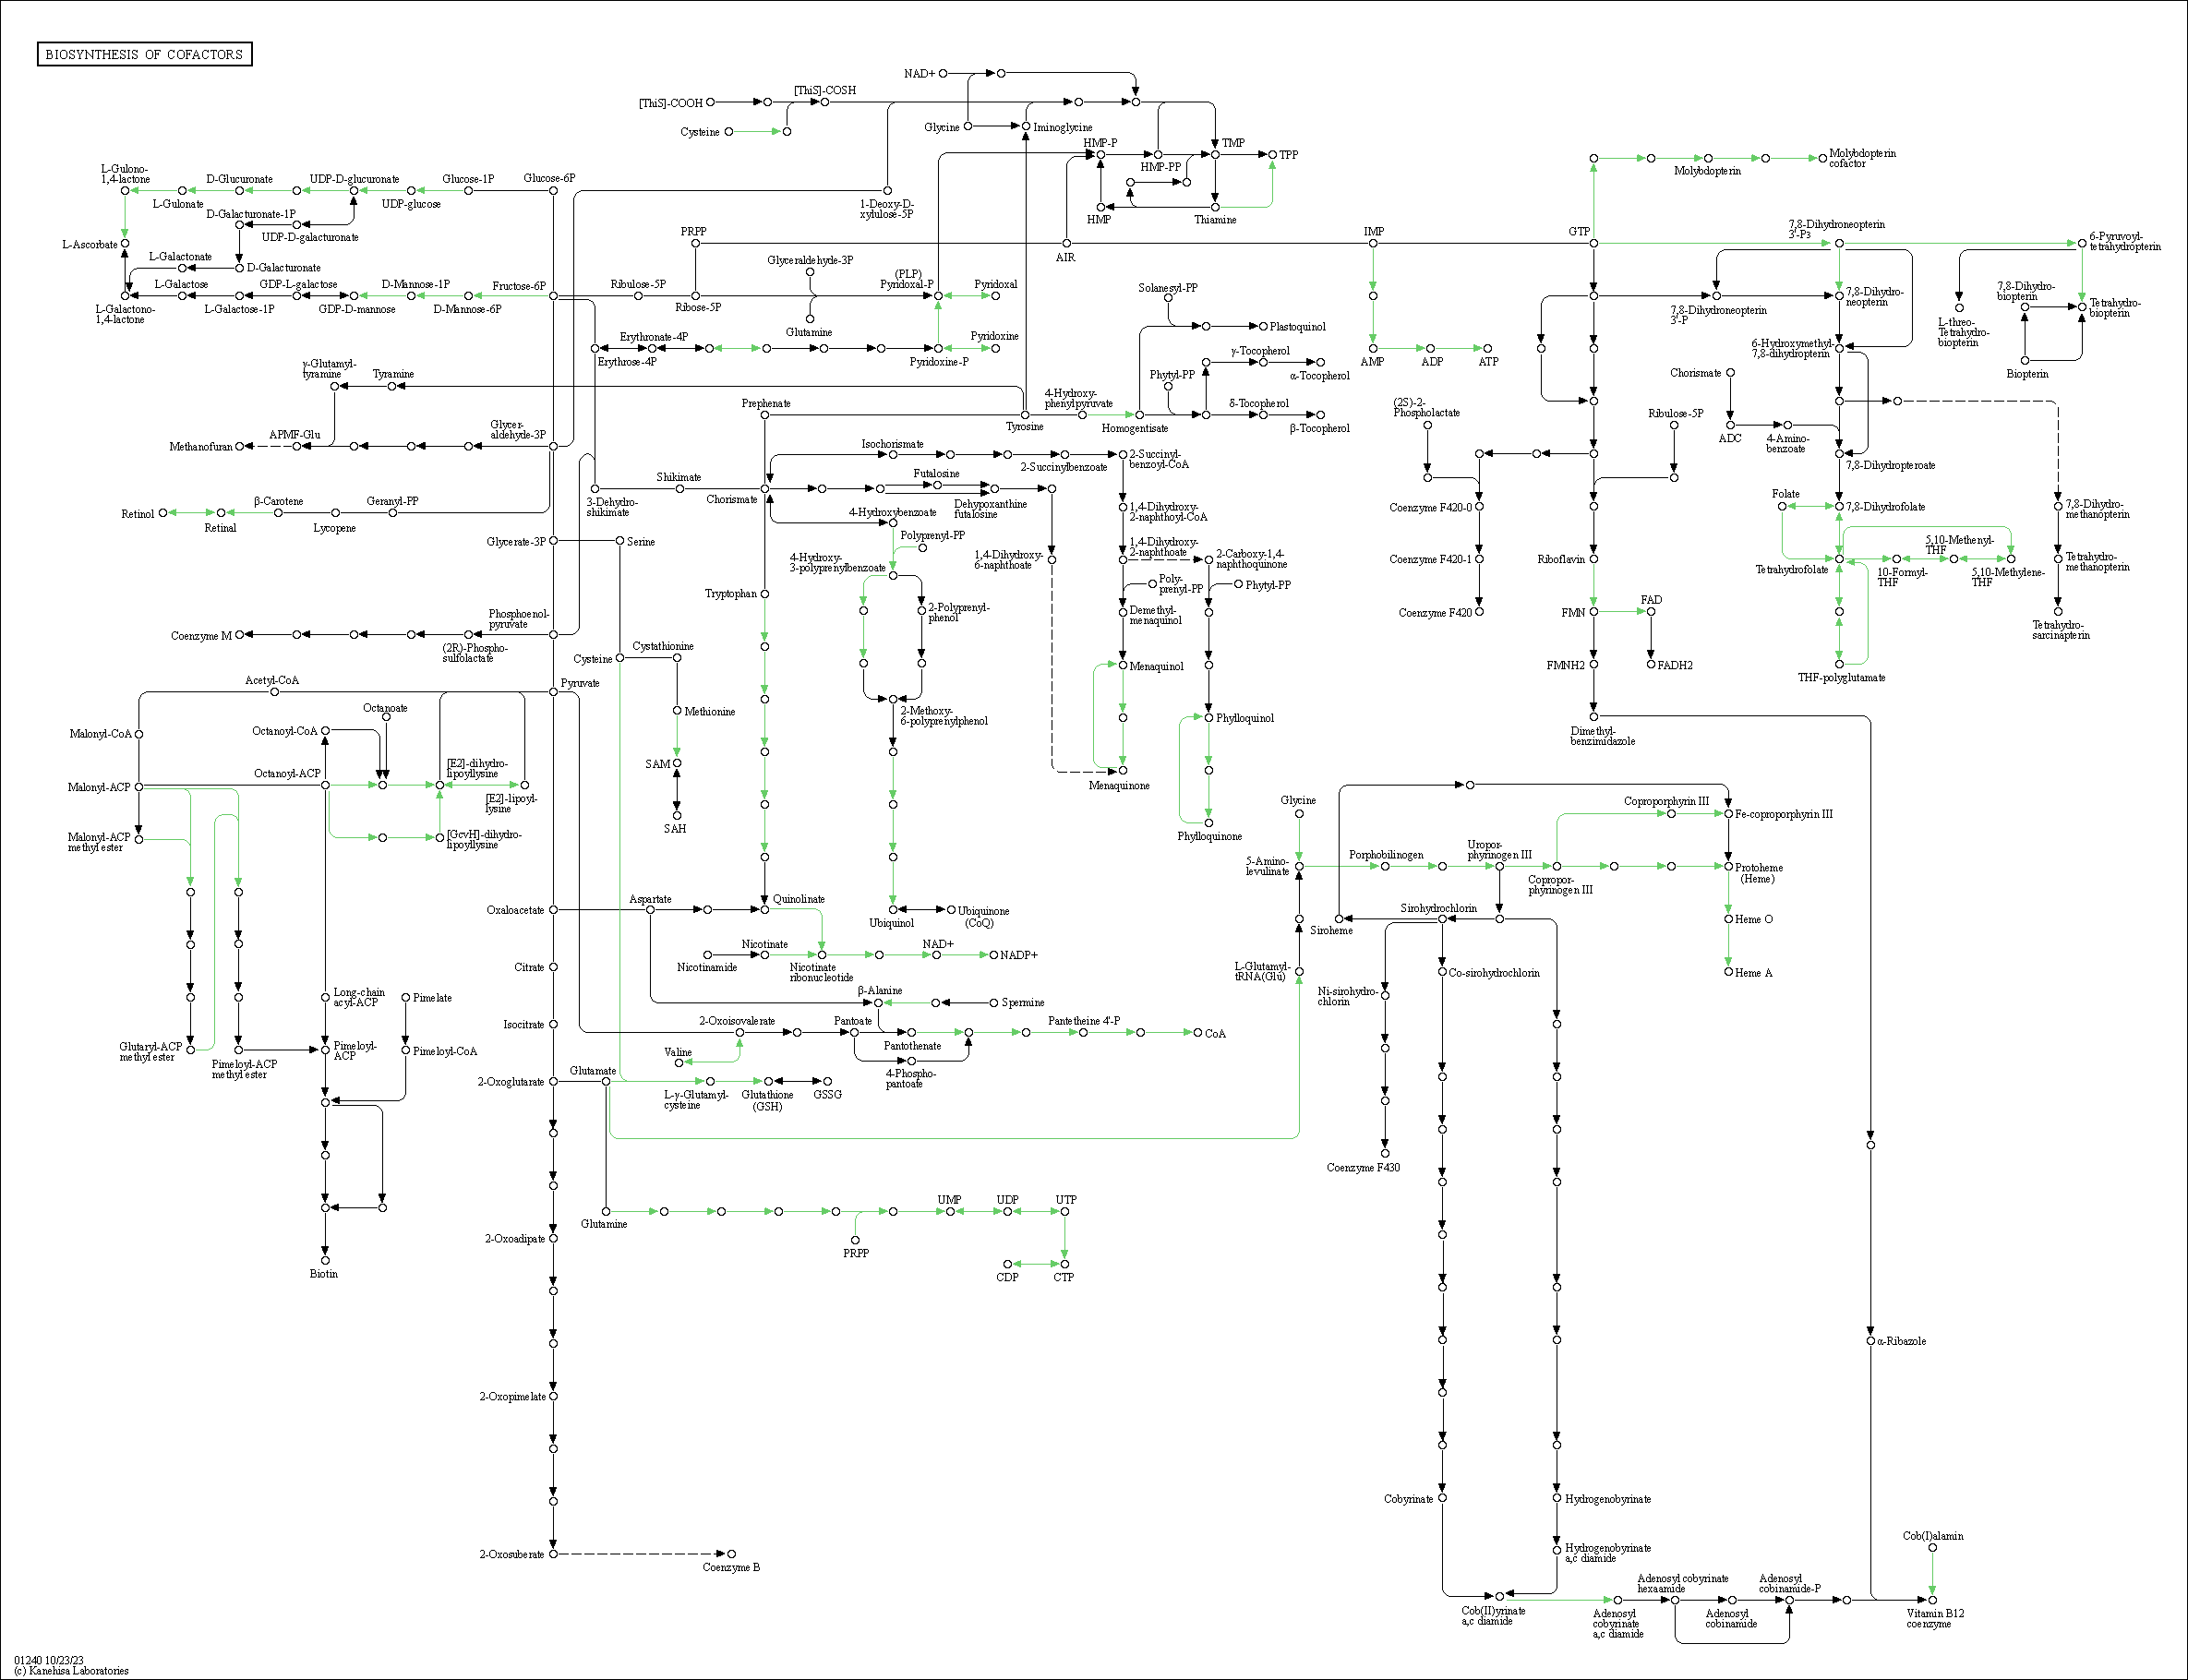 BIOSYNTHESIS OF COFACTORS
NAD+
[ThiS]-COSH
[ThiS]-COOH
Cysteine
Glycine
Iminoglycine
HMP-P
TMP
HMP-PP
TPP
HMP
Thiamine
Molybdopterin
cofactor
Molybdopterin
L-Gulono-
1,4-lactone
D-Glucuronate
UDP-D-glucuronate
Glucose-1P
Glucose-6P
L-Gulonate
UDP-glucose
1-Deoxy-D-
xylulose-5P
D-Galacturonate-1P
UDP-D-galacturonate
L-Ascorbate
L-Galactonate
D-Galacturonate
PRPP
AIR
IMP
GTP
7,8-Dihydroneopterin
3'-P3
6-Pyruvoyl-
tetrahydropterin
L-Galactose
GDP-L-galactose
D-Mannose-1P
Fructose-6P
L-Galactono-
1,4-lactone
L-Galactose-1P
GDP-D-mannose
D-Mannose-6P
Ribulose-5P
Ribose-5P
Glyceraldehyde-3P
Glutamine
(PLP)
Pyridoxal-P
Pyridoxal
Erythronate-4P
Erythrose-4P
Pyridoxine-P
Pyridoxine
Solanesyl-PP
Plastoquinol
AMP
ADP
ATP
7,8-Dihydroneopterin
3'-P
7,8-Dihydro-
neopterin
6-Hydroxymethyl-
7,8-dihydropterin
L-threo-
Tetrahydro-
biopterin
7,8-Dihydro-
biopterin
Tetrahydro-
biopterin
Biopterin
γ-Glutamyl-
tyramine
Tyramine
Prephenate
Tyrosine
4-Hydroxy-
phenylpyruvate
Homogentisate
Phytyl-PP
γ-Tocopherol
α-Tocopherol
δ-Tocopherol
β-Tocopherol
Chorismate
(2S)-2-
Phospholactate
Ribulose-5P
ADC
4-Amino-
benzoate
7,8-Dihydropteroate
Methanofuran
APMF-Glu
Glycer-
aldehyde-3P
Isochorismate
2-Succinylbenzoate
2-Succinyl-
benzoyl-CoA
Shikimate
3-Dehydro-
shikimate
Chorismate
Futalosine
Dehypoxanthine
futalosine
Retinol
Retinal
β-Carotene
Lycopene
Geranyl-PP
4-Hydroxybenzoate
Polyprenyl-PP
4-Hydroxy-
3-polyprenylbenzoate
1,4-Dihydroxy-
2-naphthoyl-CoA
1,4-Dihydroxy-
2-naphthoate
1,4-Dihydroxy-
6-naphthoate
2-Carboxy-1,4-
naphthoquinone
Coenzyme F420-0
Coenzyme F420-1
Coenzyme F420
Folate
7,8-Dihydrofolate
7,8-Dihydro-
methanopterin
5,10-Methenyl-
THF
Tetrahydrofolate
10-Formyl-
THF
5,10-Methylene-
THF
Tetrahydro-
methanopterin
Tetrahydro-
sarcinapterin
THF-polyglutamate
Glycerate-3P
Serine
Tryptophan
2-Polyprenyl-
phenol
Poly-
prenyl-PP
Phytyl-PP
Demethyl-
menaquinol
Riboflavin
FMN
FAD
FMNH2
FADH2
Coenzyme M
(2R)-Phospho-
sulfolactate
Phosphoenol-
pyruvate
Cysteine
Cystathionine
Menaquinol
Methionine
2-Methoxy-
6-polyprenylphenol
Phylloquinol
Dimethyl-
benzimidazole
Acetyl-CoA
Pyruvate
Octanoate
Malonyl-CoA
Octanoyl-CoA
Octanoyl-ACP
[E2]-dihydro-
lipoyllysine
[E2]-lipoyl-
lysine
SAM
SAH
Menaquinone
Malonyl-ACP
Malonyl-ACP
methyl ester
[GcvH]-dihydro-
lipoyllysine
Phylloquinone
Glycine
Coproporphyrin III
Fe-coproporphyrin III
5-Amino-
levulinate
Porphobilinogen
Uropor-
phyrinogen III
Copropor-
phyrinogen III
Protoheme
(Heme)
Oxaloacetate
Aspartate
Quinolinate
Ubiquinol
Ubiquinone
(CoQ)
Sirohydrochlorin
Siroheme
Heme O
Citrate
Nicotinamide
Nicotinate
Nicotinate
ribonucleotide
NAD+
NADP+
L-Glutamyl-
tRNA(Glu)
Co-sirohydrochlorin
Heme A
Ni-sirohydro-
chlorin
Long-chain
acyl-ACP
Pimelate
β-Alanine
Spermine
Isocitrate
2-Oxoisovalerate
Pantoate
Pantothenate
Pantetheine 4'-P
CoA
Glutaryl-ACP
methyl ester
Pimeloyl-ACP
methyl ester
Pimeloyl-
ACP
Pimeloyl-CoA
Valine
4-Phospho-
pantoate
2-Oxoglutarate
Glutamate
L-γ-Glutamyl-
cysteine
Glutathione
(GSH)
GSSG
Coenzyme F430
Glutamine
UMP
UDP
UTP
PRPP
CDP
CTP
2-Oxoadipate
Biotin
α-Ribazole
2-Oxopimelate
Cobyrinate
Hydrogenobyrinate
2-Oxosuberate
Coenzyme B
Hydrogenobyrinate
a,c diamide
Cob(I)alamin
Cob(II)yrinate
a,c diamide
Adenosyl
cobyrinate
a,c diamide
Adenosyl cobyrinate
hexaamide
Adenosyl
cobinamide
Adenosyl
cobinamide-P
Vitamin B12
coenzyme
01240 10/23/23
(c) Kanehisa Laboratories